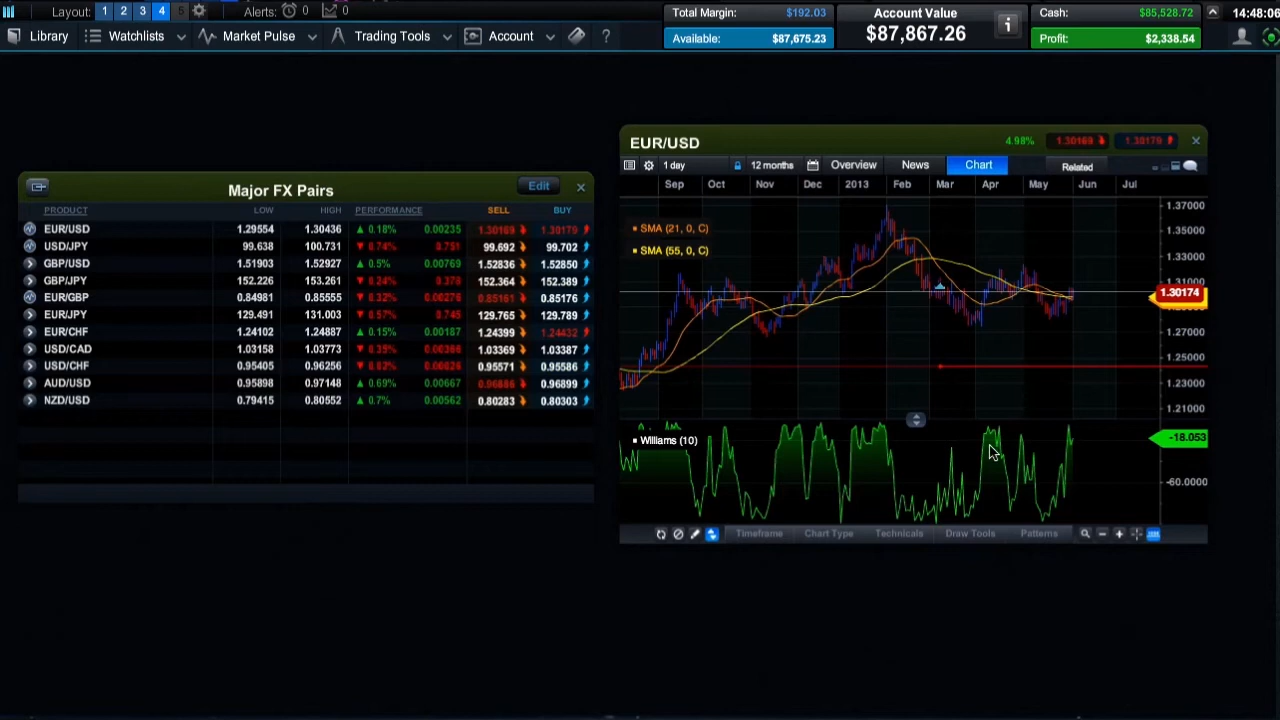 Layout: 1 2 3 4 5 Alerts: 0 0
Total Margin: $192.03
Available: $87,675.23
Account Value
$87,867.26
Cash: $85,528.72
Profit: $2,338.54
14:48:06
Library Watchlists Market Pulse Trading Tools Account ?
Major FX Pairs Edit
PRODUCT LOW HIGH PERFORMANCE SELL BUY
EUR/USD 1.29554 1.30436 0.18% 0.00235 1.30169 1.30179
USD/JPY 99.638 100.731 0.74% 0.751 99.692 99.702
GBP/USD 1.51903 1.52927 0.5% 0.00769 1.52836 1.52850
GBP/JPY 152.226 153.261 0.24% 0.378 152.364 152.389
EUR/GBP 0.84981 0.85555 0.32% 0.00276 0.85161 0.85176
EUR/JPY 129.491 131.003 0.57% 0.745 129.765 129.789
EUR/CHF 1.24102 1.24887 0.15% 0.00187 1.24399 1.24432
USD/CAD 1.03158 1.03773 0.35% 0.00366 1.03369 1.03387
USD/CHF 0.95405 0.96256 0.02% 0.00026 0.95571 0.95586
AUD/USD 0.95898 0.97148 0.69% 0.00667 0.96886 0.96899
NZD/USD 0.79415 0.80552 0.7% 0.00562 0.80283 0.80303
EUR/USD 4.98% 1.30169 1.30179
1 day 12 months Overview News Chart Related
Sep Oct Nov Dec 2013 Feb Mar Apr May Jun Jul
SMA (21, 0, C)
SMA (55, 0, C)
1.37000
1.35000
1.33000
1.31000
1.30174
1.27000
1.25000
1.23000
1.21000
Williams (10)
-18.053
-60.0000
Timeframe Chart Type Technicals Draw Tools Patterns